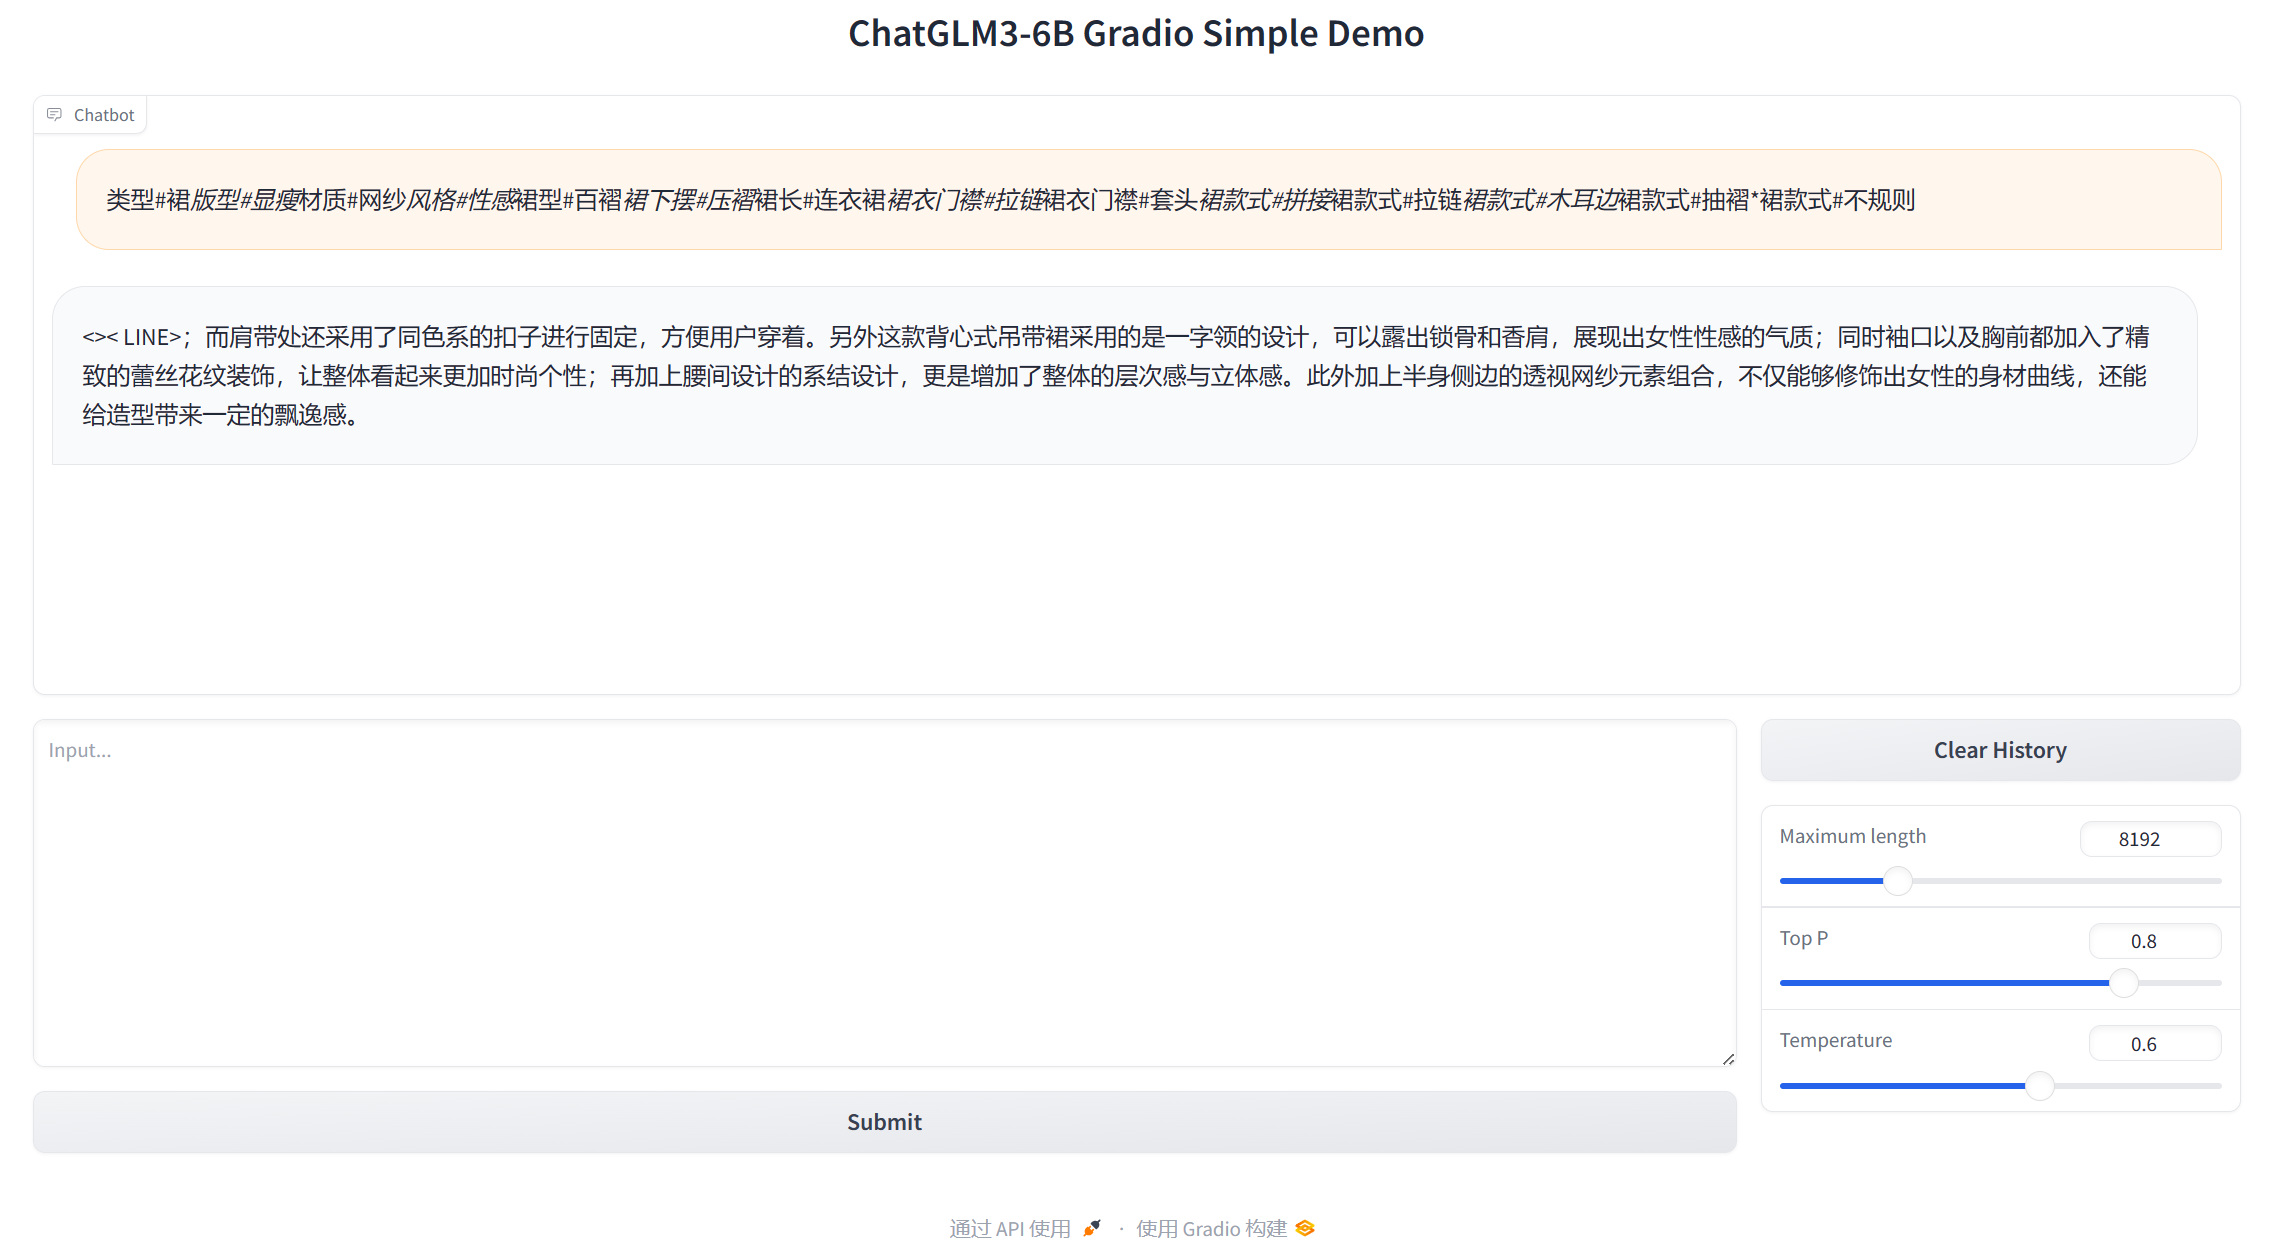 ChatGLM3-6B Gradio Simple Demo
Chatbot
类型#裙版型#显瘦材质#网纱风格#性感裙型#百褶裙下摆#压褶裙长#连衣裙裙衣门襟#拉链裙衣门襟#套头裙款式#拼接裙款式#拉链裙款式#木耳边裙款式#抽褶*裙款式#不规则
<>< LINE>；而肩带处还采用了同色系的扣子进行固定，方便用户穿着。另外这款背心式吊带裙采用的是一字领的设计，可以露出锁骨和香肩，展现出女性性感的气质；同时袖口以及胸前都加入了精
致的蕾丝花纹装饰，让整体看起来更加时尚个性；再加上腰间设计的系结设计，更是增加了整体的层次感与立体感。此外加上半身侧边的透视网纱元素组合，不仅能够修饰出女性的身材曲线，还能
给造型带来一定的飘逸感。
Input...
Clear History
Maximum length
8192
Top P
0.8
Temperature
0.6
Submit
通过 API 使用 · 使用 Gradio 构建